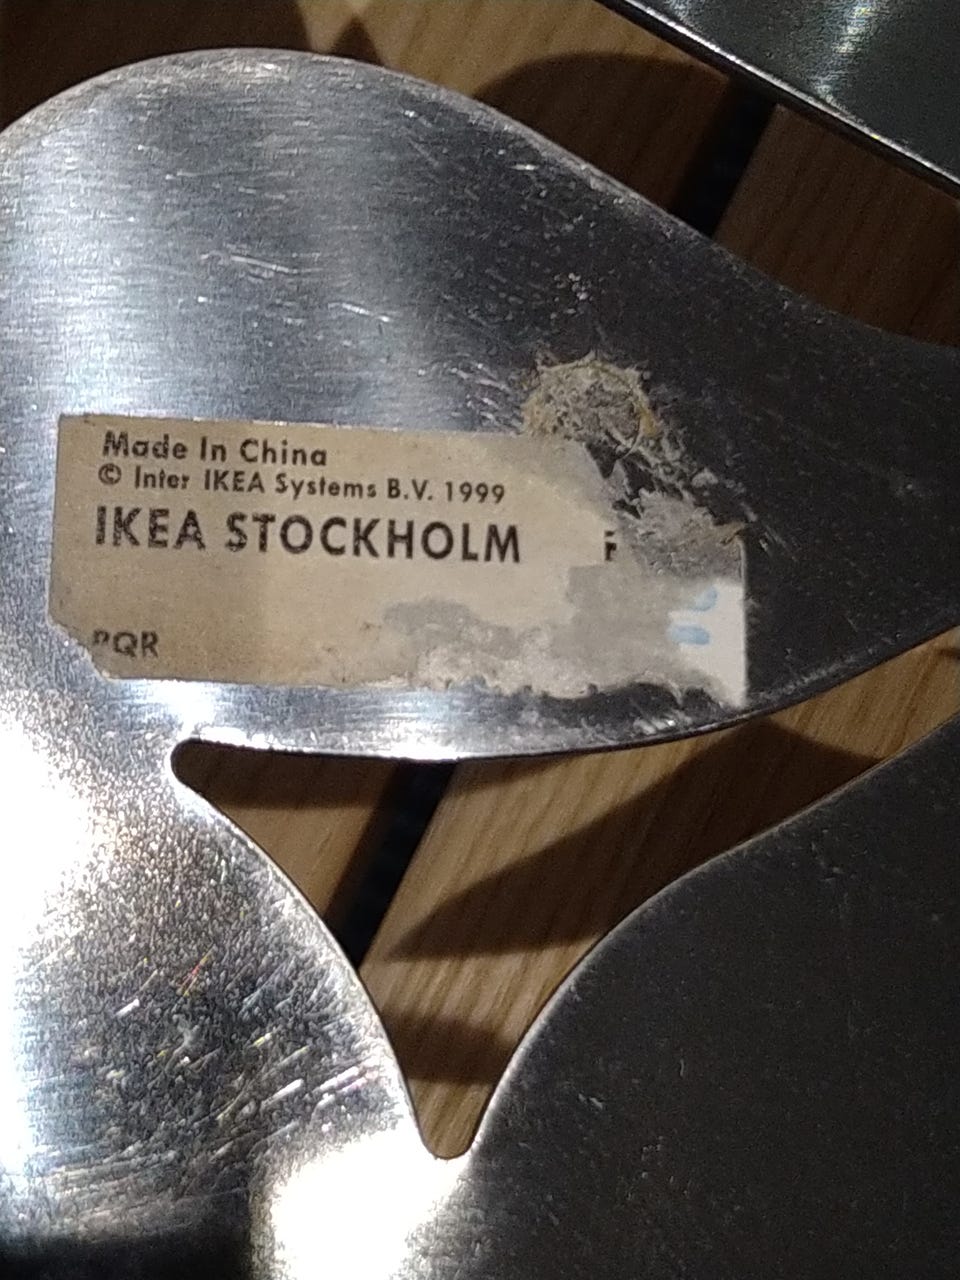 Made In China
© Inter IKEA Systems B.V. 1999
IKEA STOCKHOLM
PQR